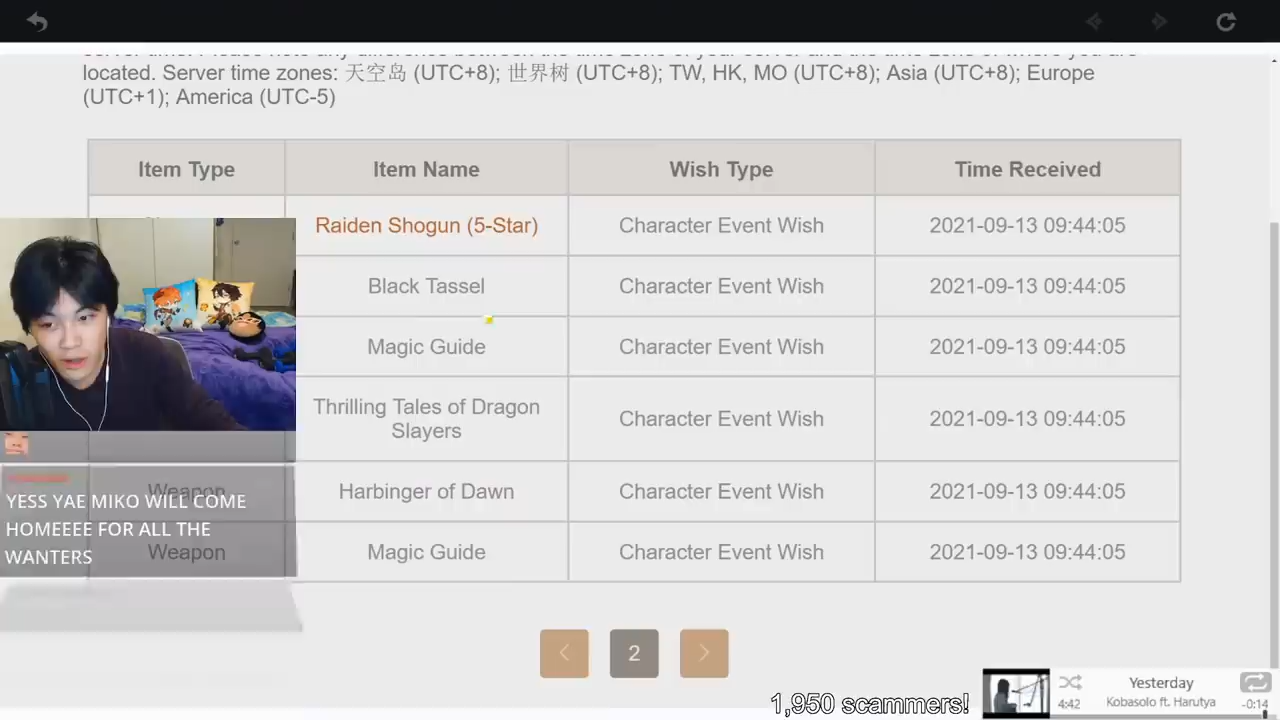 located. Server time zones: 天空岛 (UTC+8); 世界树 (UTC+8); TW, HK, MO (UTC+8); Asia (UTC+8); Europe
(UTC+1); America (UTC-5)
Item Type Item Name Wish Type Time Received
Raiden Shogun (5-Star) Character Event Wish 2021-09-13 09:44:05
Black Tassel Character Event Wish 2021-09-13 09:44:05
Magic Guide Character Event Wish 2021-09-13 09:44:05
Thrilling Tales of Dragon
Slayers Character Event Wish 2021-09-13 09:44:05
Weapon Harbinger of Dawn Character Event Wish 2021-09-13 09:44:05
Weapon Magic Guide Character Event Wish 2021-09-13 09:44:05
YESS YAE MIKO WILL COME
HOMEEEE FOR ALL THE
WANTERS
2
1,950 scammers!
Yesterday
Kobasolo ft. Harutya
4:42
-0:14